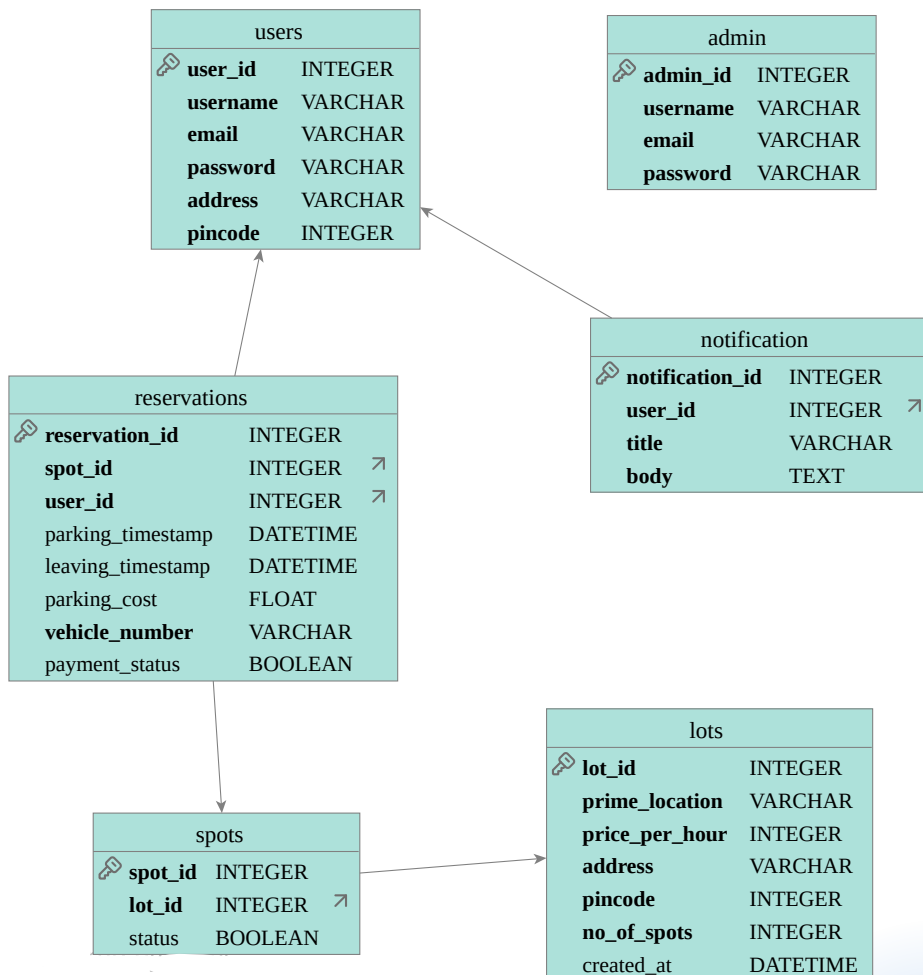 users
user_id INTEGER
username VARCHAR
email VARCHAR
password VARCHAR
address VARCHAR
pincode INTEGER
admin
admin_id INTEGER
username VARCHAR
email VARCHAR
password VARCHAR
notification
notification_id INTEGER
user_id INTEGER
title VARCHAR
body TEXT
reservations
reservation_id INTEGER
spot_id INTEGER
user_id INTEGER
parking_timestamp DATETIME
leaving_timestamp DATETIME
parking_cost FLOAT
vehicle_number VARCHAR
payment_status BOOLEAN
spots
spot_id INTEGER
lot_id INTEGER
status BOOLEAN
lots
lot_id INTEGER
prime_location VARCHAR
price_per_hour INTEGER
address VARCHAR
pincode INTEGER
no_of_spots INTEGER
created_at DATETIME